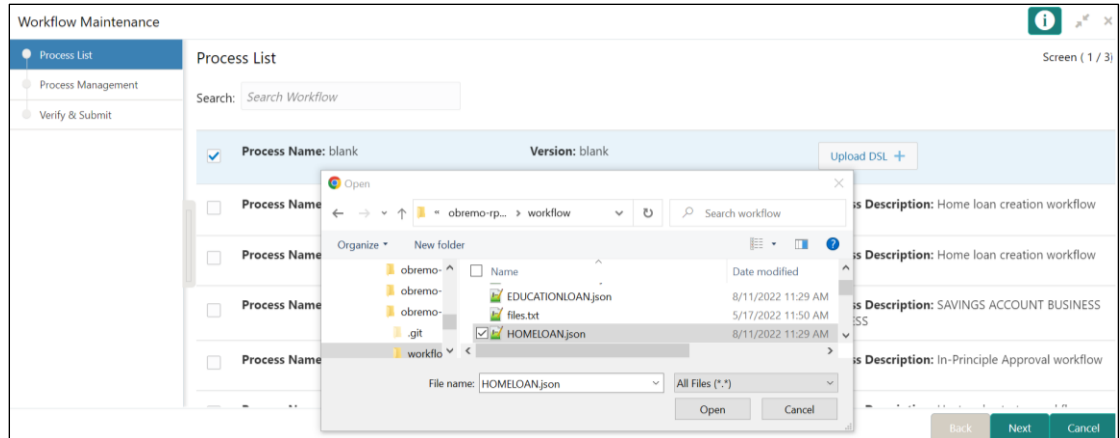 Workflow Maintenance
Process List
Process Management
Verify & Submit
Process List
Screen ( 1 / 3)
Search: Search Workflow
Process Name: blank Version: blank Upload DSL +
Process Name ss Description: Home loan creation workflow
Process Name ss Description: Home loan creation workflow
Process Name ss Description: SAVINGS ACCOUNT BUSINESS
ESS
Process Name ss Description: In-Principle Approval workflow
Open
« obremo-rp... > workflow
Search workflow
Organize New folder
obremo-
obremo-
obremo-
.git
workflo
Name Date modified
EDUCATIONLOAN.json 8/11/2022 11:29 AM
files.txt 5/17/2022 11:50 AM
HOMELOAN.json 8/11/2022 11:29 AM
File name: HOMELOAN.json All Files (*.*)
Open Cancel
Back Next Cancel